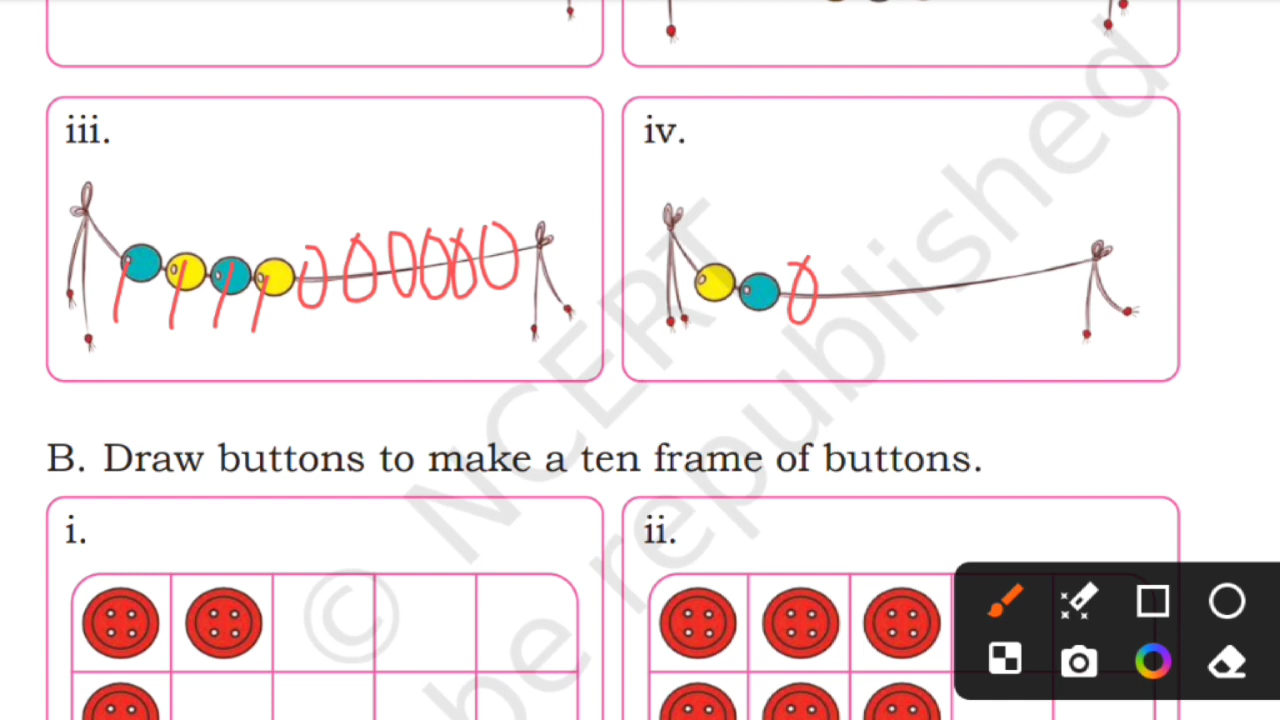 iii.
iv.
B. Draw buttons to make a ten frame of buttons.
i.
ii.
© NCERT
be republished